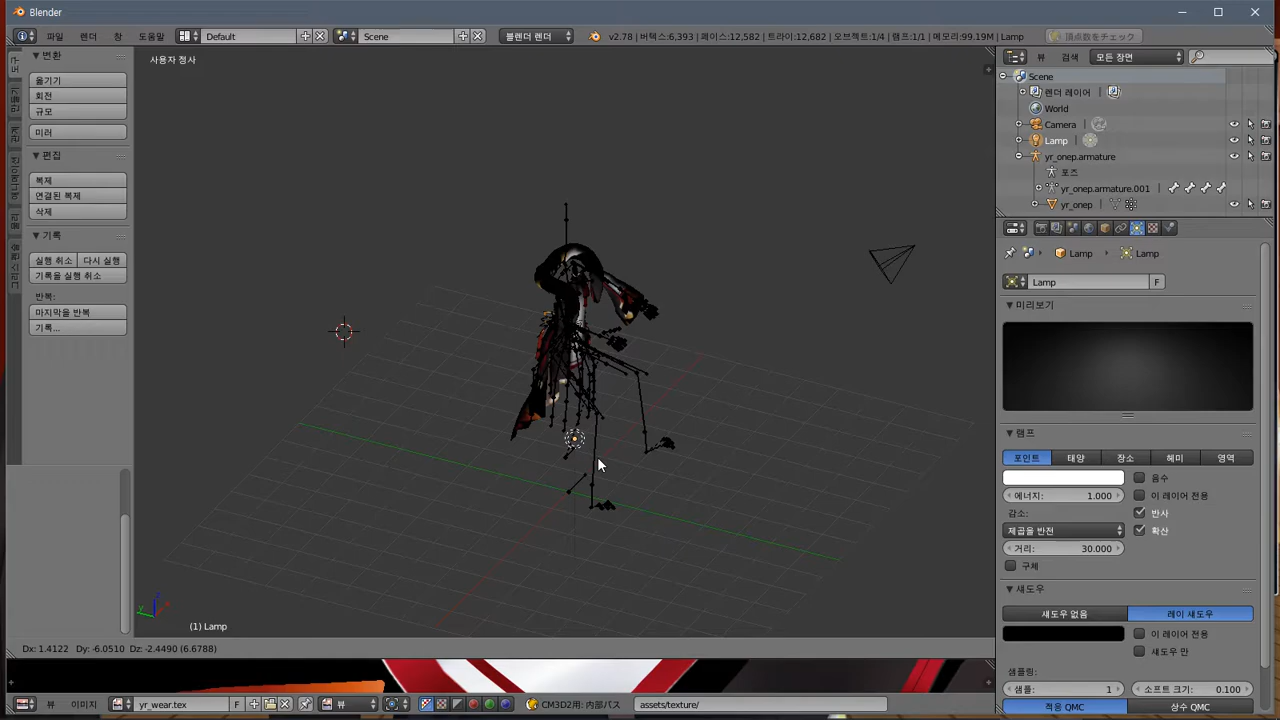 Blender
파일 렌더 창 도움말 Default Scene 블렌더 렌더 v2.78 | 버텍스:6,393 | 페이스:12,582 | 트라이:12,682 | 오브젝트:1/4 | 램프:1/1 | 메모리:99.19M | Lamp 頂点数をチェック
사용자 정사
변환
옮기기
회전
규모
미러
편집
복제
연결된 복제
삭제
기록
실행 취소 다시 실행
기록을 실행 취소
반복:
마지막을 반복
기록...
(1) Lamp
Dx: 1.4122 Dy: -6.0510 Dz: -2.4490 (6.6788)
뷰 이미지 yr_wear.tex F 뷰 CM3D2用: 内部パス assets/texture/
뷰 검색 모든 장면
Scene
렌더 레이어
World
Camera
Lamp
yr_onep.armature
포즈
yr_onep.armature.001
yr_onep
Lamp Lamp
Lamp F
미리보기
램프
포인트 태양 장소 헤미 영역
음수
에너지: 1.000 이 레이어 전용
감소: 반사
제곱을 반전 확산
거리: 30.000
구체
섀도우
섀도우 없음 레이 섀도우
이 레이어 전용
섀도우 만
샘플링:
샘플: 1 소프트 크기: 0.100
적응 QMC 상수 QMC